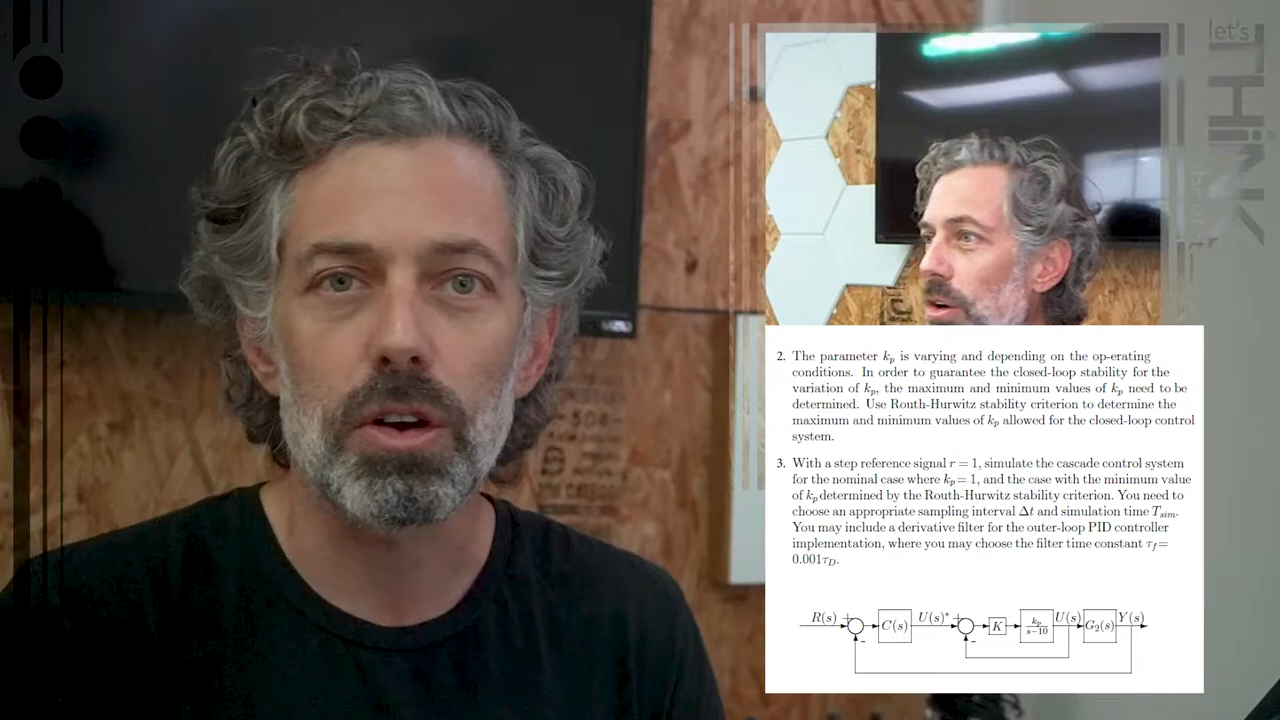 let's
THiNK
2. The parameter kₚ is varying and depending on the op-erating
conditions. In order to guarantee the closed-loop stability for the
variation of kₚ, the maximum and minimum values of kₚ need to be
determined. Use Routh-Hurwitz stability criterion to determine the
maximum and minimum values of kₚ allowed for the closed-loop control
system.
3. With a step reference signal r = 1, simulate the cascade control system
for the nominal case where kₚ = 1, and the case with the minimum value
of kₚ determined by the Routh-Hurwitz stability criterion. You need to
choose an appropriate sampling interval Δt and simulation time T_sim.
You may include a derivative filter for the outer-loop PID controller
implementation, where you may choose the filter time constant τ_f =
0.001τ_D.
R(s) + - C(s) U(s)* + - K kₚ/(s−10) U(s) G₂(s) Y(s)